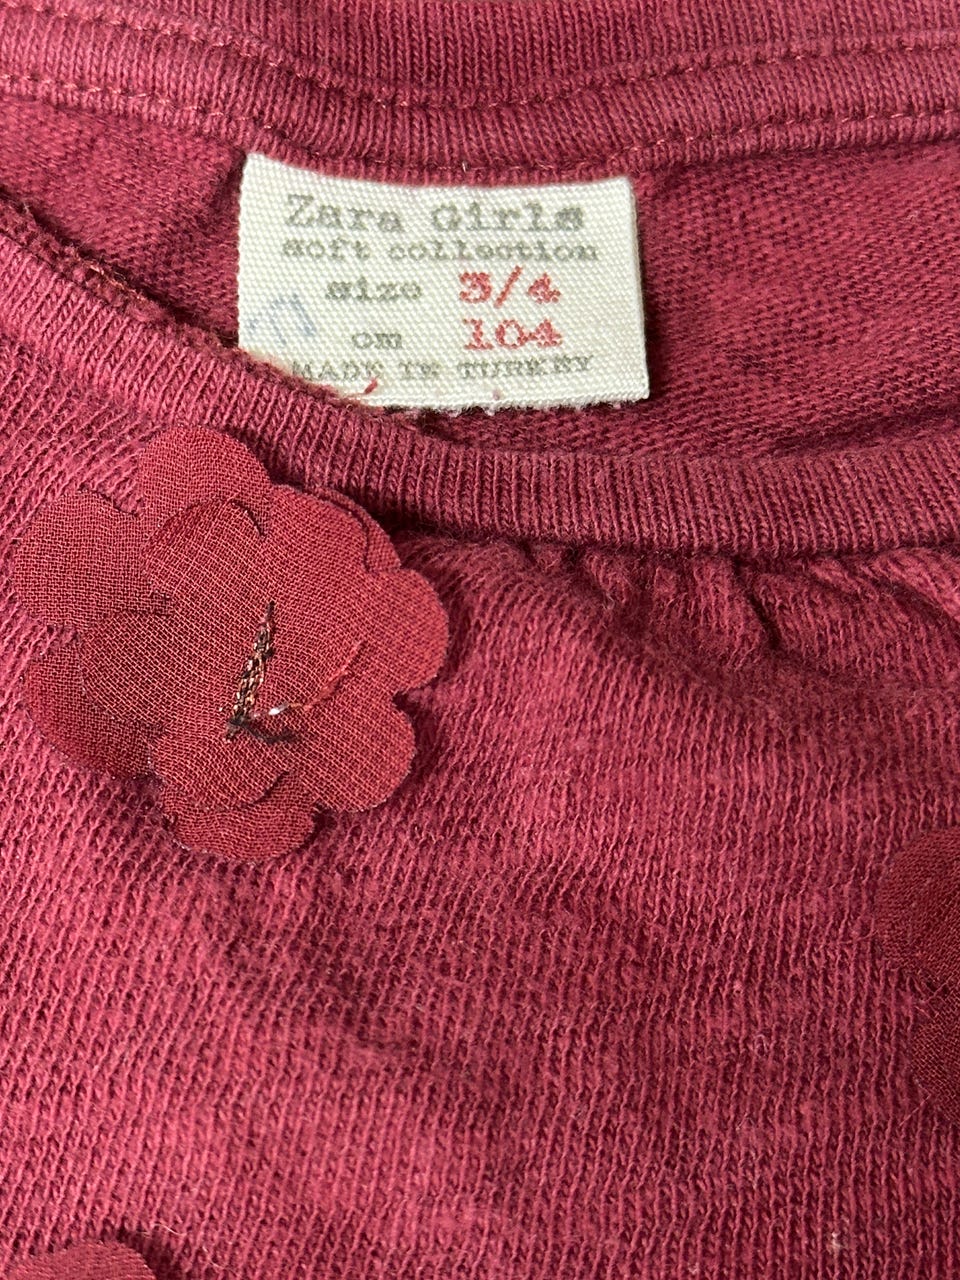 Zara Girls
soft collection
size 3/4
cm 104
MADE IN TURKEY